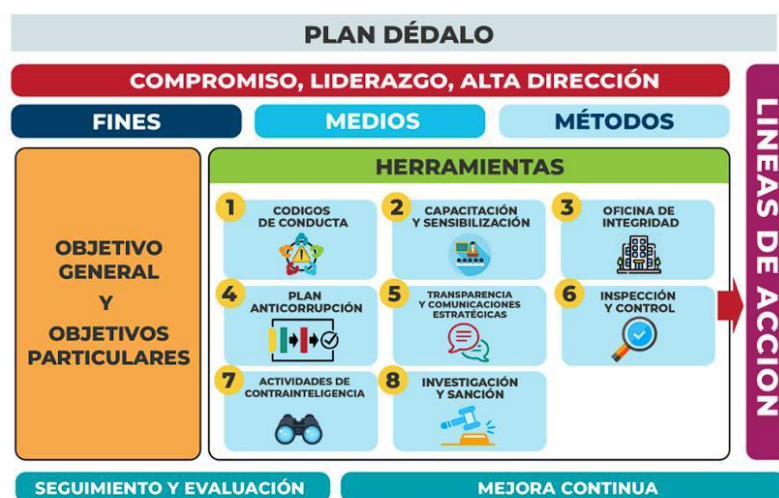 PLAN DÉDALO
COMPROMISO, LIDERAZGO, ALTA DIRECCIÓN
FINES
MEDIOS
MÉTODOS
LINEAS DE ACCION
OBJETIVO
GENERAL
Y
OBJETIVOS
PARTICULARES
HERRAMIENTAS
1
CODIGOS
DE CONDUCTA
2
CAPACITACIÓN
Y SENSIBILIZACIÓN
3
OFICINA DE
INTEGRIDAD
4
PLAN
ANTICORRUPCIÓN
5
TRANSPARENCIA
Y COMUNICACIONES
ESTRATÉGICAS
6
INSPECCIÓN
Y CONTROL
7
ACTIVIDADES DE
CONTRAINTELIGENCIA
8
INVESTIGACIÓN
Y SANCIÓN
SEGUIMIENTO Y EVALUACIÓN
MEJORA CONTINUA